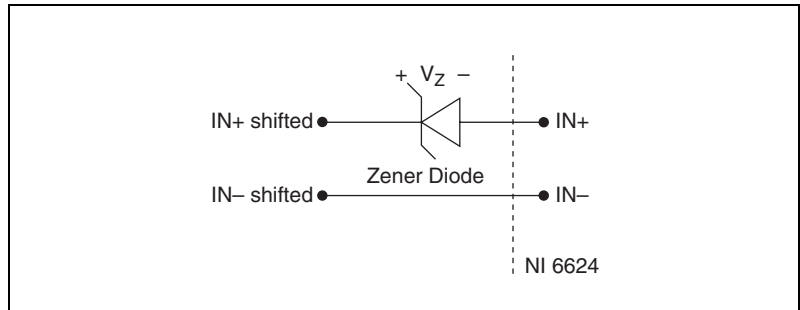 + VZ –
IN+ shifted
IN+
Zener Diode
IN– shifted
IN–
NI 6624